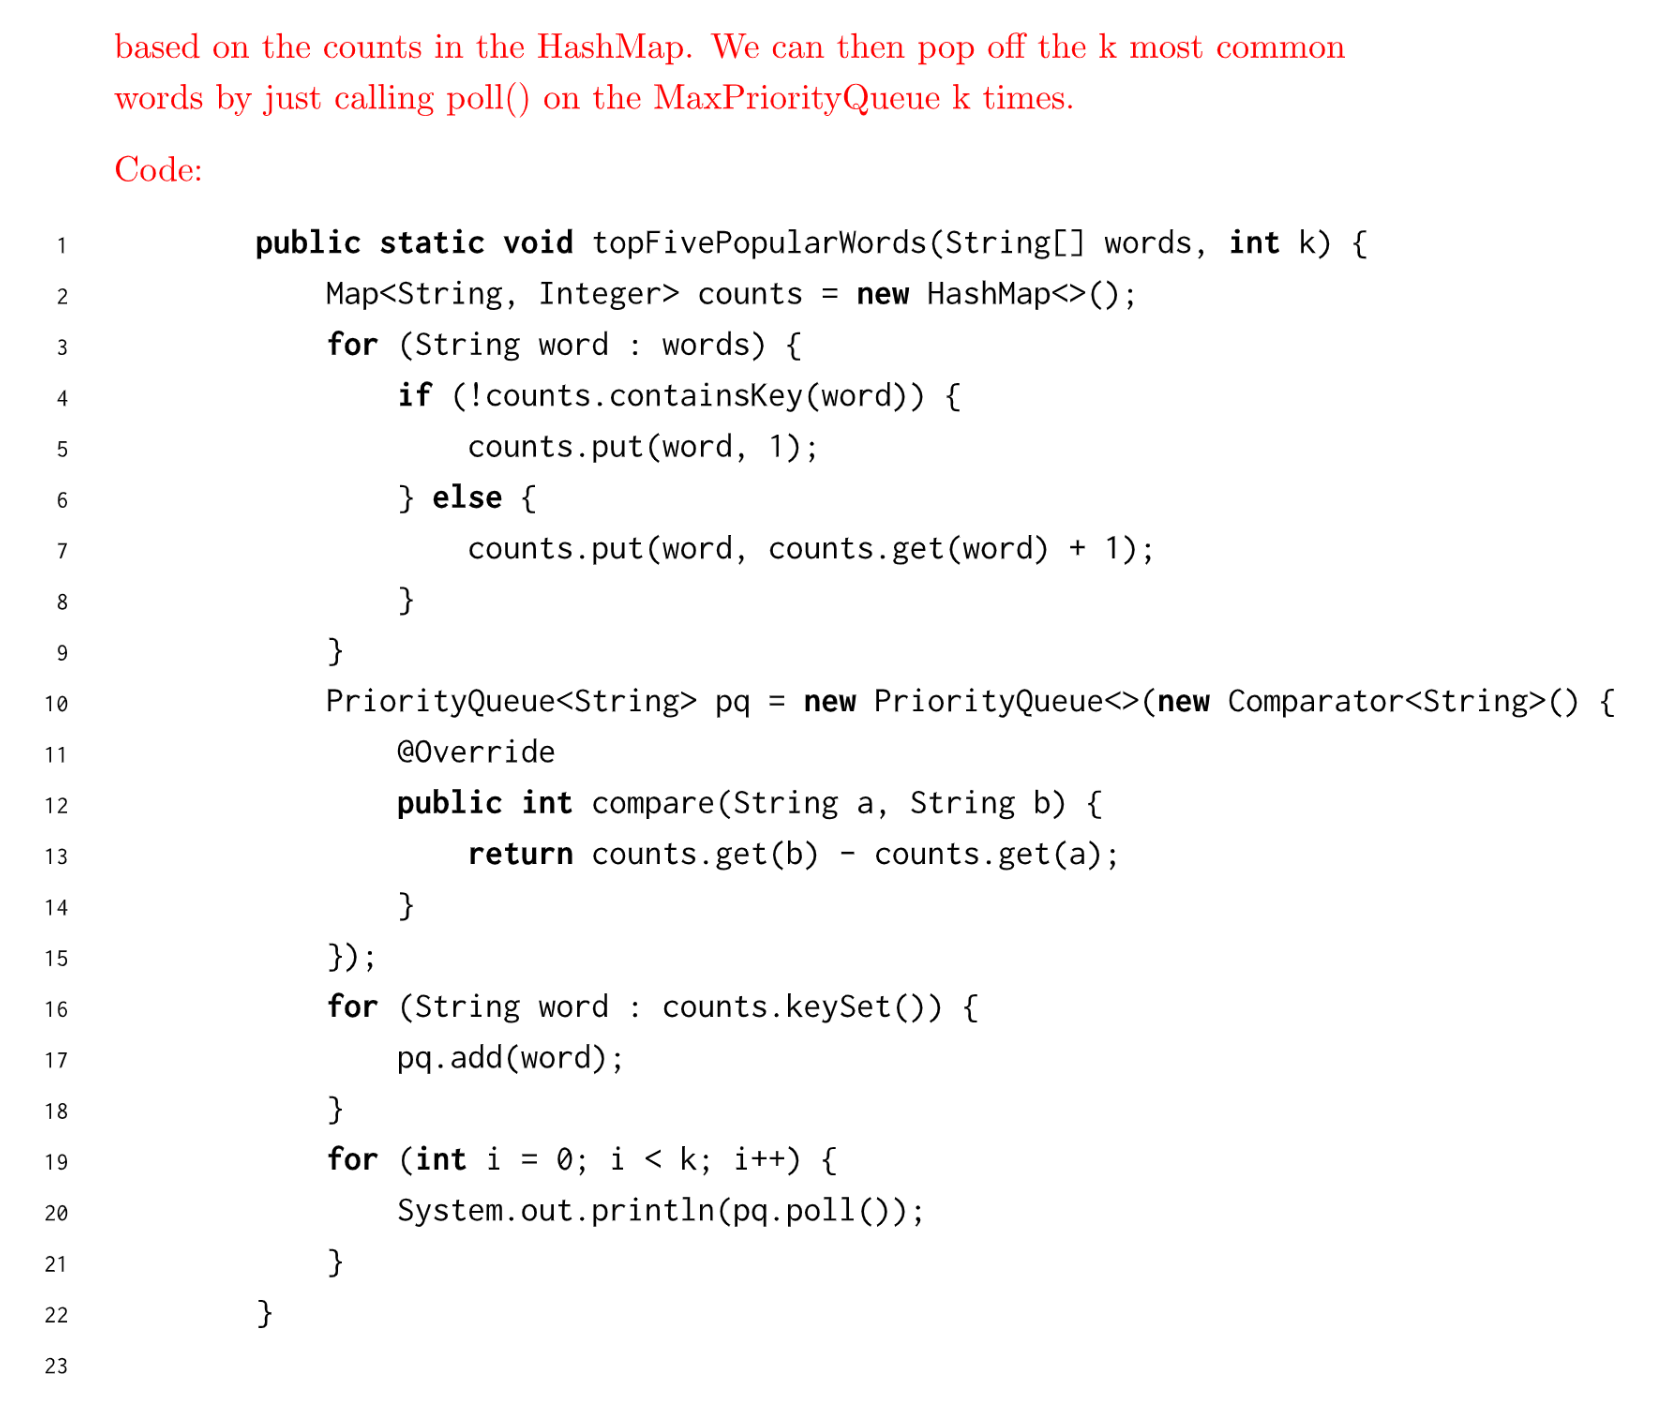 based on the counts in the HashMap. We can then pop off the k most common
words by just calling poll() on the MaxPriorityQueue k times.
Code:
1 public static void topFivePopularWords(String[] words, int k) {
2 Map<String, Integer> counts = new HashMap<>();
3 for (String word : words) {
4 if (!counts.containsKey(word)) {
5 counts.put(word, 1);
6 } else {
7 counts.put(word, counts.get(word) + 1);
8 }
9 }
10 PriorityQueue<String> pq = new PriorityQueue<>(new Comparator<String>() {
11 @Override
12 public int compare(String a, String b) {
13 return counts.get(b) - counts.get(a);
14 }
15 });
16 for (String word : counts.keySet()) {
17 pq.add(word);
18 }
19 for (int i = 0; i < k; i++) {
20 System.out.println(pq.poll());
21 }
22 }
23